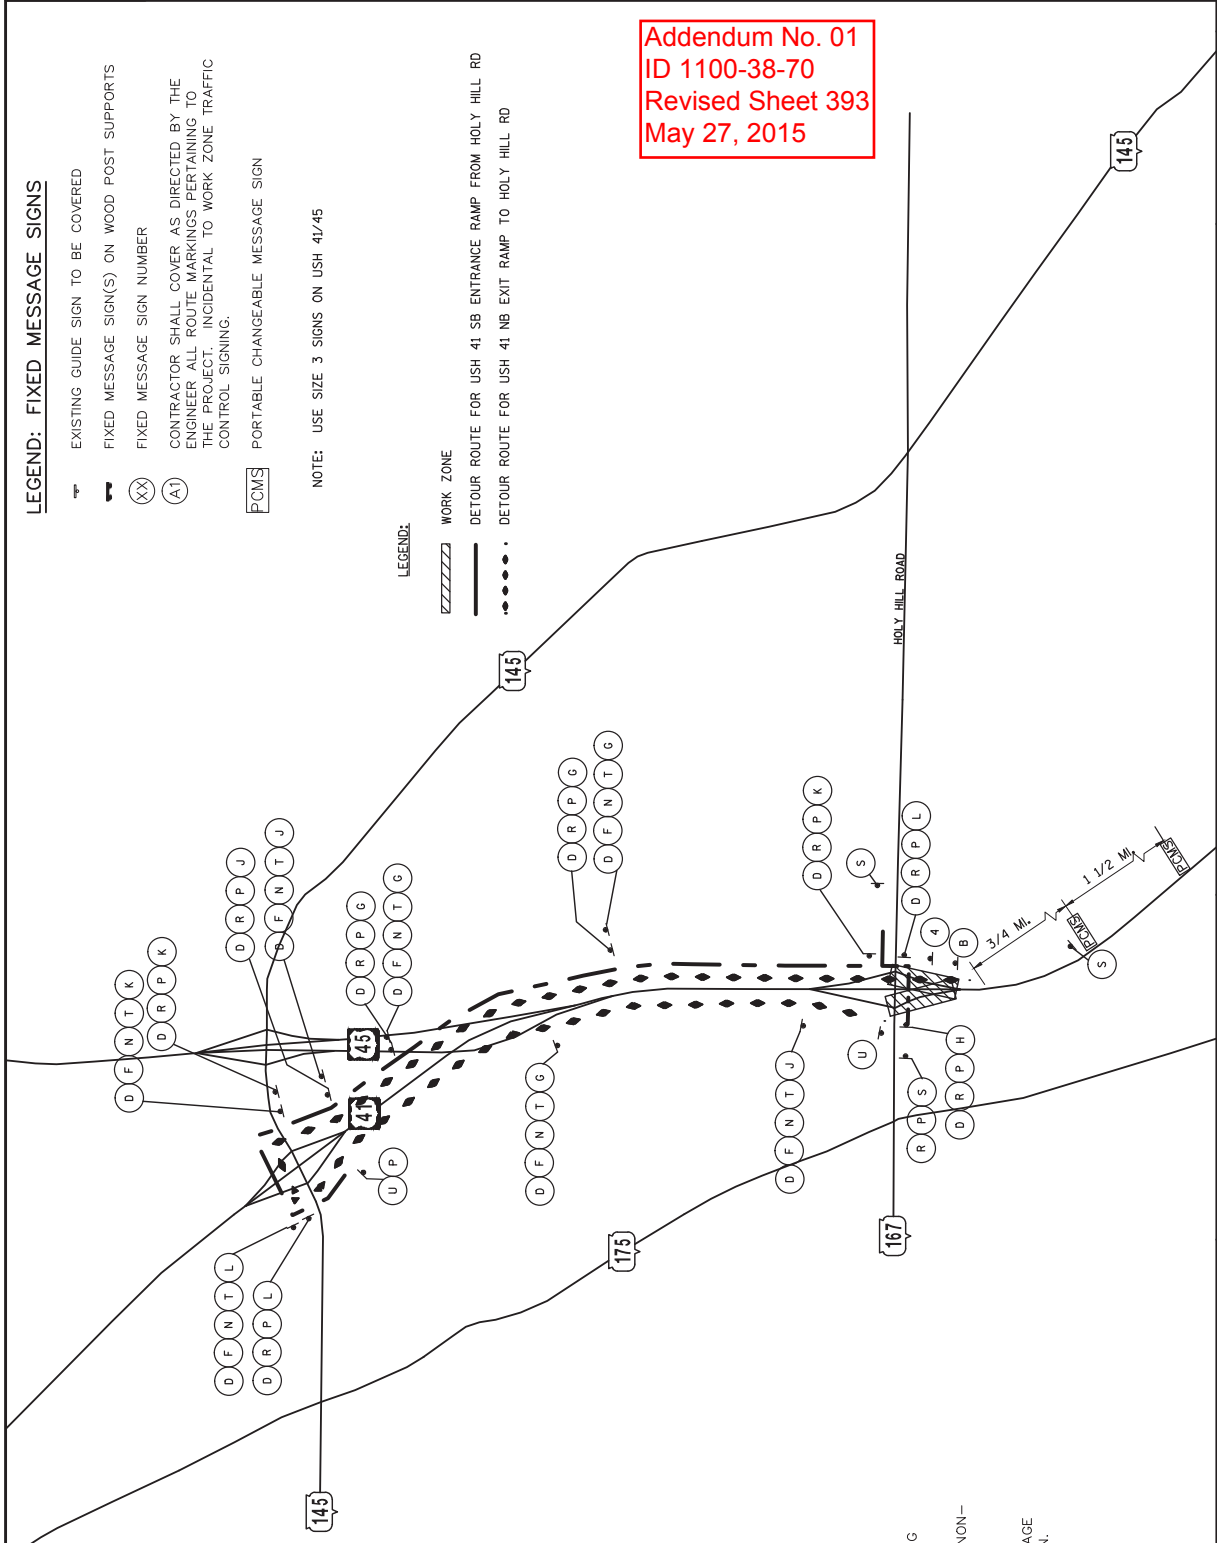 Addendum No. 01
ID 1100-38-70
Revised Sheet 393
May 27, 2015
LEGEND: FIXED MESSAGE SIGNS
EXISTING GUIDE SIGN TO BE COVERED
FIXED MESSAGE SIGN(S) ON WOOD POST SUPPORTS
XX FIXED MESSAGE SIGN NUMBER
A1 CONTRACTOR SHALL COVER AS DIRECTED BY THE
ENGINEER ALL ROUTE MARKINGS PERTAINING TO
THE PROJECT. INCIDENTAL TO WORK ZONE TRAFFIC
CONTROL SIGNING.
PCMS PORTABLE CHANGEABLE MESSAGE SIGN
NOTE: USE SIZE 3 SIGNS ON USH 41/45
LEGEND:
WORK ZONE
DETOUR ROUTE FOR USH 41 SB ENTRANCE RAMP FROM HOLY HILL RD
DETOUR ROUTE FOR USH 41 NB EXIT RAMP TO HOLY HILL RD
145
145
HOLY HILL ROAD
D F N T K
D R P K
D R P J
D F N T J
D R P G
D F N T G
D R P G
D F N T G
D R P K
S
D R P L
4
B
3/4 MI.
1 1/2 MI.
PCMS
PCMS
S
45
41
U P
D F N T G
D F N T J
U
R P S
D R P H
D F N T L
D R P L
175
167
145
G
NON-
AGE
N.